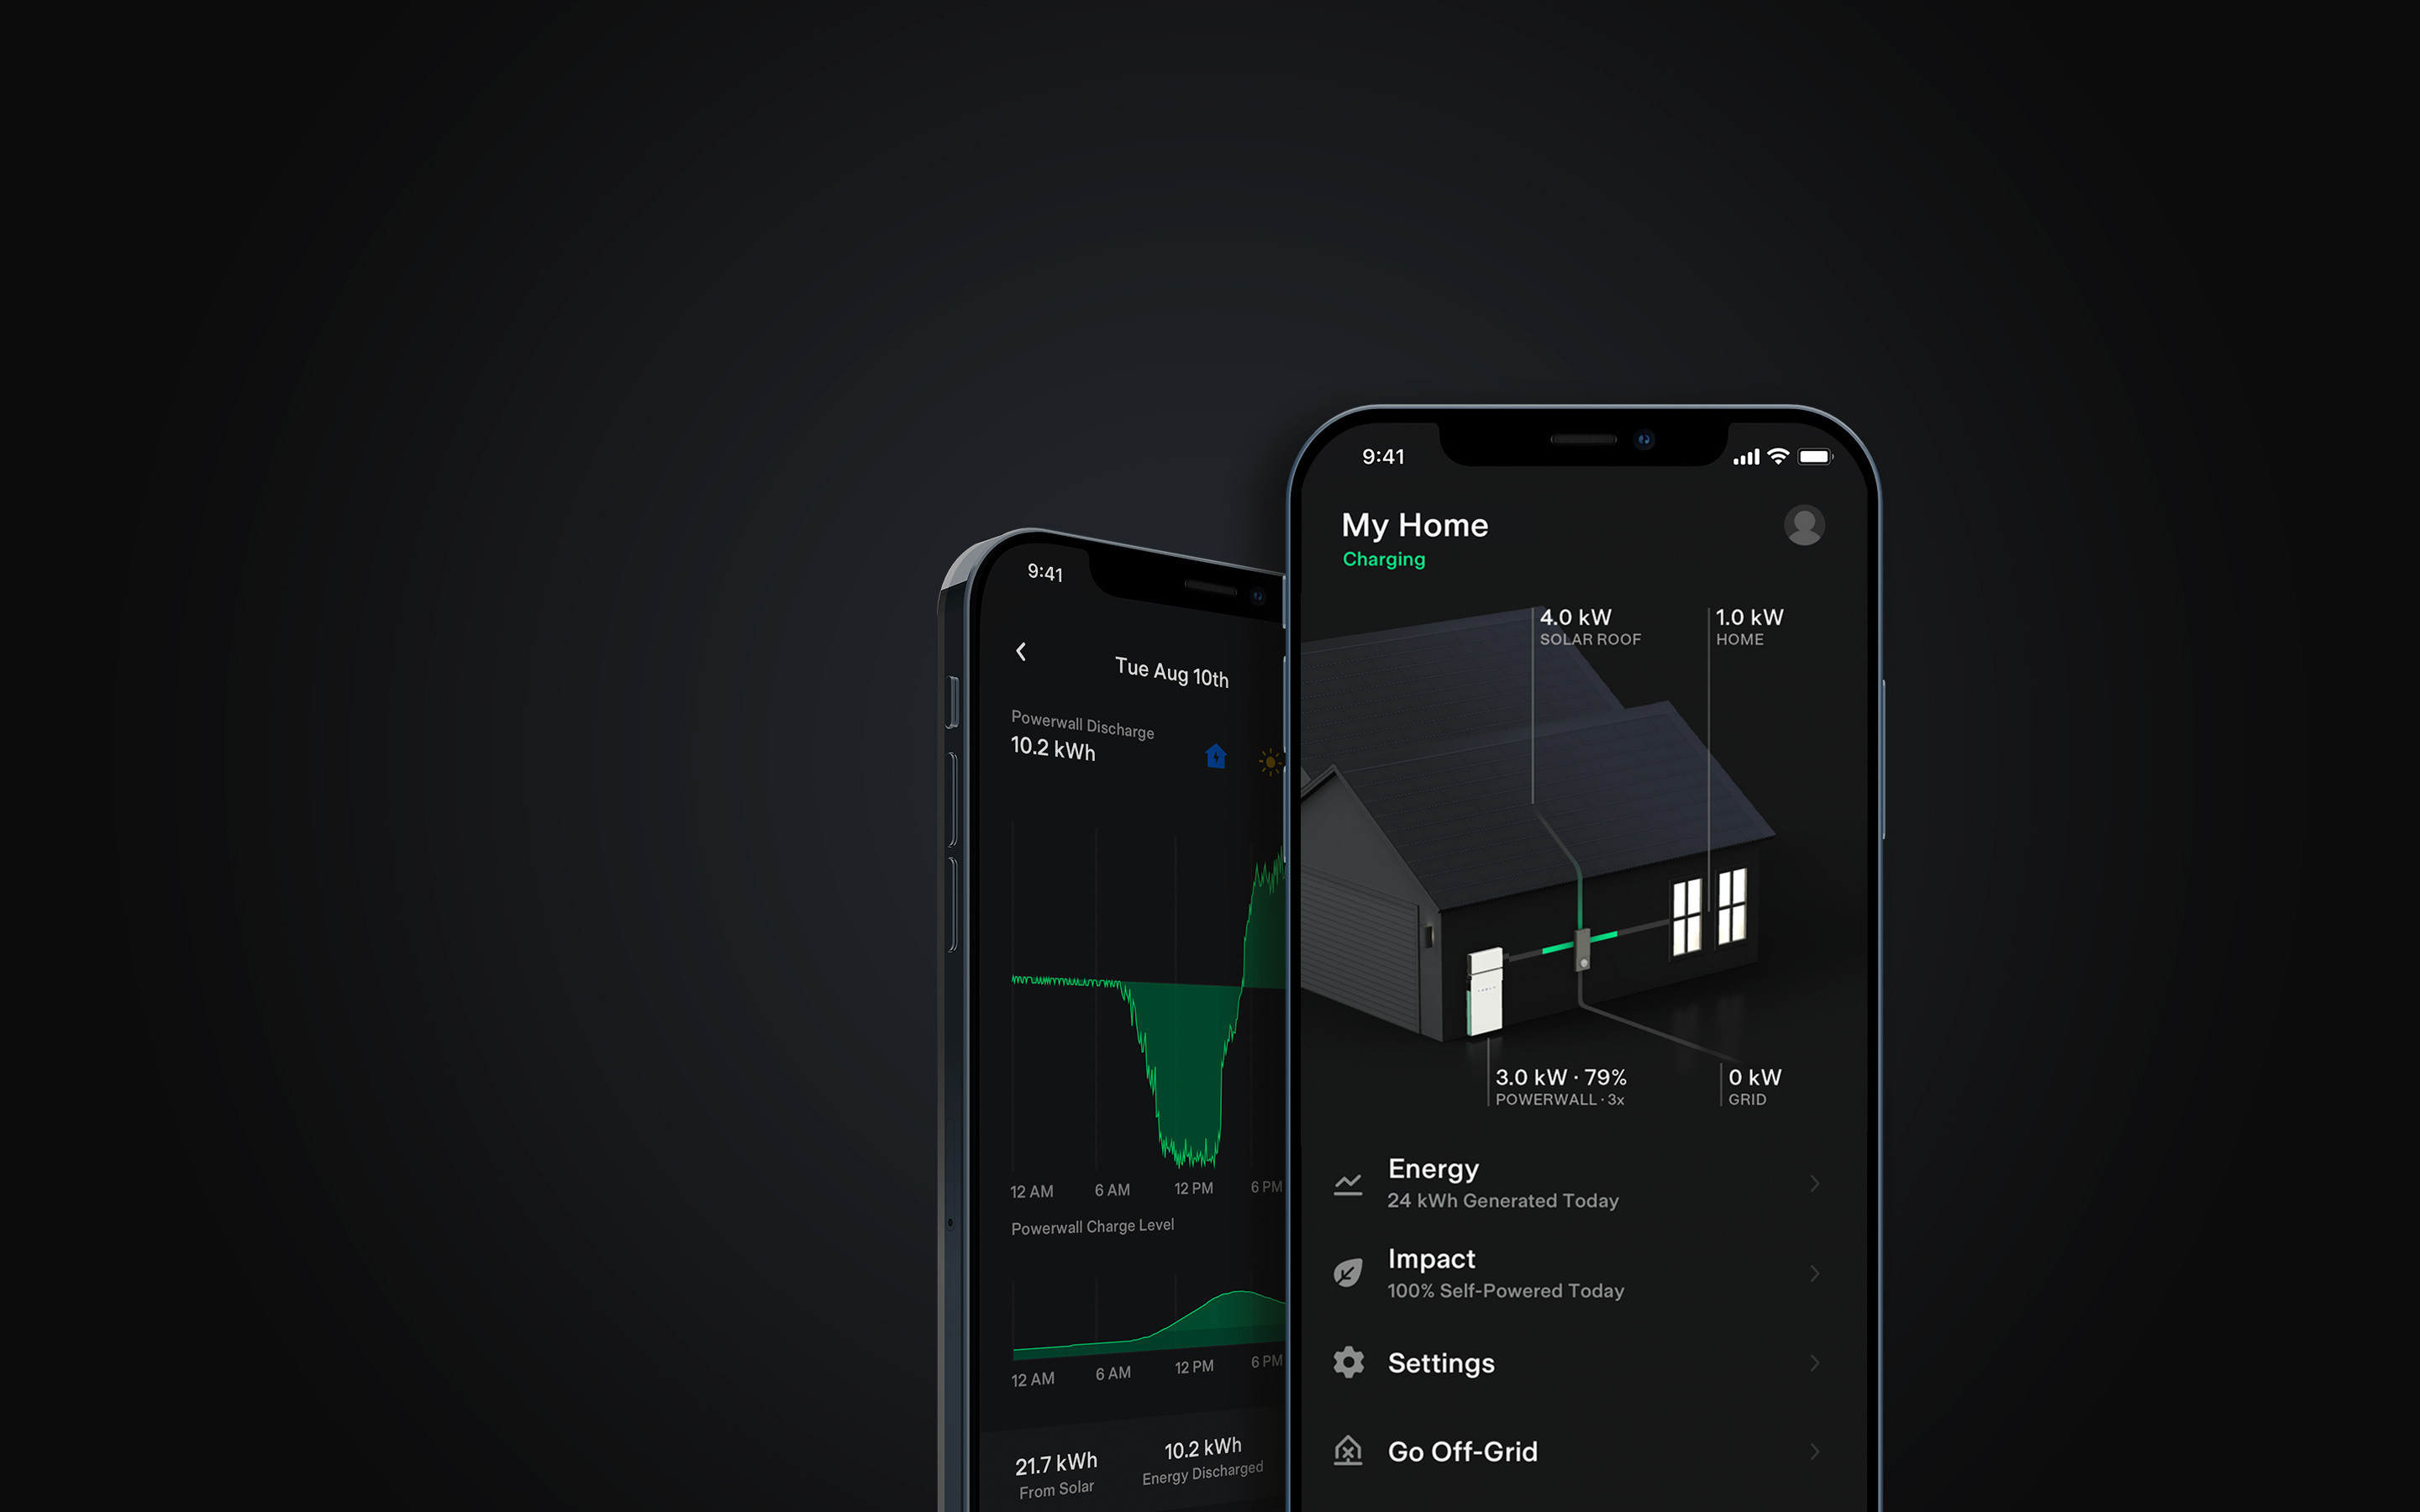 9:41
Tue Aug 10th
Powerwall Discharge
10.2 kWh
12 AM 6 AM 12 PM 6 PM
Powerwall Charge Level
12 AM 6 AM 12 PM 6 PM
21.7 kWh
From Solar
10.2 kWh
Energy Discharged
9:41
My Home
Charging
4.0 kW
SOLAR ROOF
1.0 kW
HOME
TESLA
3.0 kW · 79%
POWERWALL · 3x
0 kW
GRID
Energy
24 kWh Generated Today
Impact
100% Self-Powered Today
Settings
Go Off-Grid